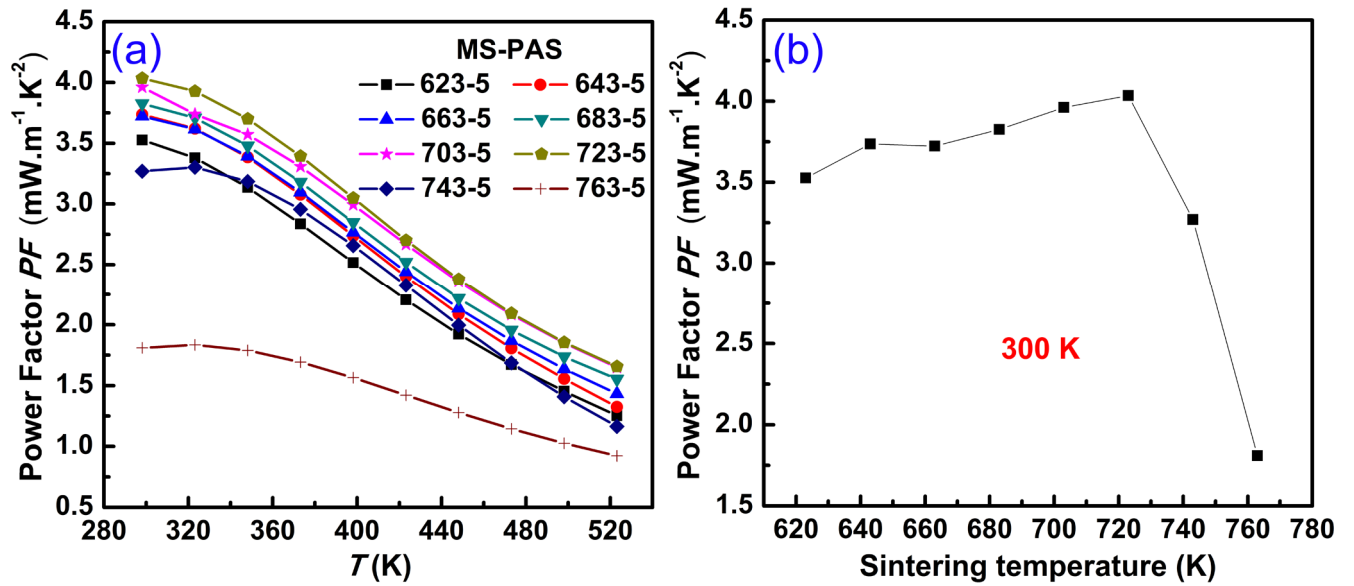 (a)
MS-PAS
623-5 643-5
663-5 683-5
703-5 723-5
743-5 763-5
4.5
4.0
3.5
3.0
2.5
2.0
1.5
1.0
0.5
Power Factor PF (mW.m⁻¹.K⁻²)
280 320 360 400 440 480 520
T (K)
(b)
4.5
4.0
3.5
3.0
2.5
2.0
1.5
Power Factor PF (mW.m⁻¹.K⁻²)
300 K
620 640 660 680 700 720 740 760 780
Sintering temperature (K)